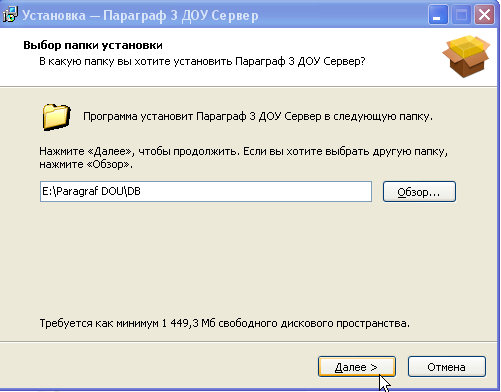 Установка — Параграф 3 ДОУ Сервер
Выбор папки установки
В какую папку вы хотите установить Параграф 3 ДОУ Сервер?
Программа установит Параграф 3 ДОУ Сервер в следующую папку.
Нажмите «Далее», чтобы продолжить. Если вы хотите выбрать другую папку,
нажмите «Обзор».
E:\Paragraf DOU\DB
Обзор...
Требуется как минимум 1 449,3 Мб свободного дискового пространства.
Далее >
Отмена